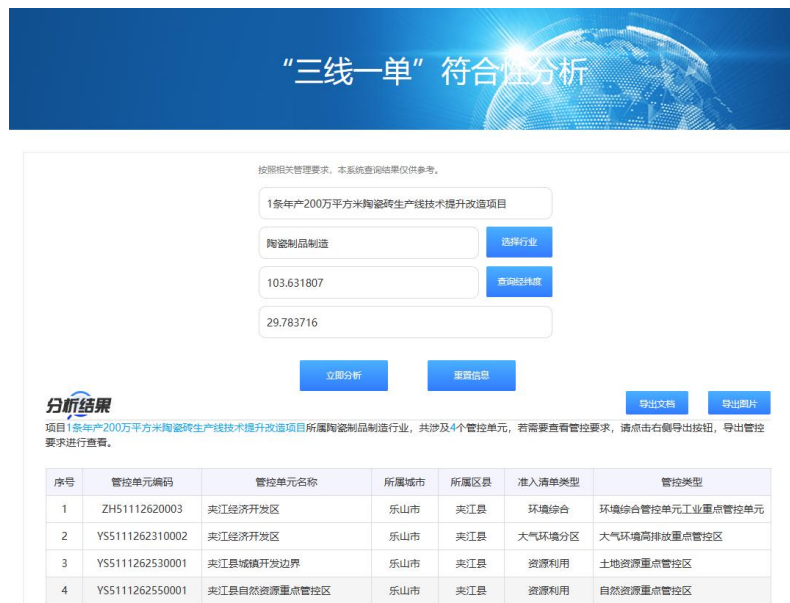 “三线一单”符合性分析
按照相关管理要求，本系统查询结果仅供参考。
1条年产200万平方米陶瓷砖生产线技术提升改造项目
陶瓷制品制造 选择行业
103.631807 查询经纬度
29.783716
立即分析 重置信息
分析结果 导出文档 导出图片
项目1条年产200万平方米陶瓷砖生产线技术提升改造项目所属陶瓷制品制造行业，共涉及4个管控单元，若需要查看管控要求，请点击右侧导出按钮，导出管控
要求进行查看。
序号 管控单元编码 管控单元名称 所属城市 所属区县 准入清单类型 管控类型
1 ZH51112620003 夹江经济开发区 乐山市 夹江县 环境综合 环境综合管控单元工业重点管控单元
2 YS5111262310002 夹江经济开发区 乐山市 夹江县 大气环境分区 大气环境高排放重点管控区
3 YS5111262530001 夹江县城镇开发边界 乐山市 夹江县 资源利用 土地资源重点管控区
4 YS5111262550001 夹江县自然资源重点管控区 乐山市 夹江县 资源利用 自然资源重点管控区